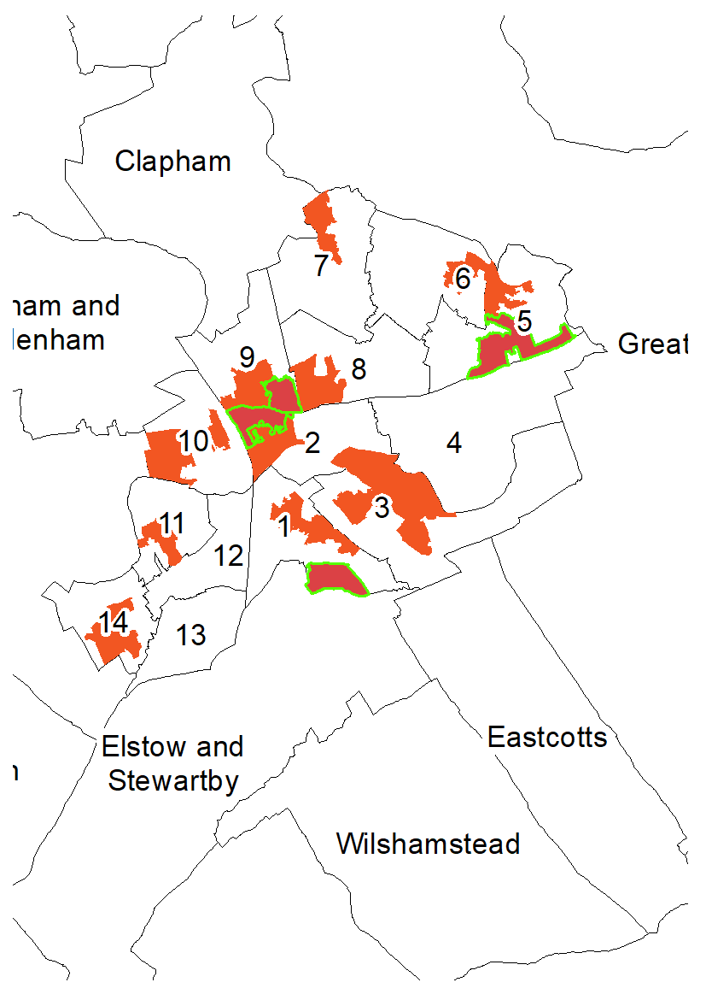 Clapham
7
6
ham and
denham
5
Great
9
8
10
2
4
3
11
1
12
14
13
Elstow and
Stewartby
Eastcotts
Wilshamstead